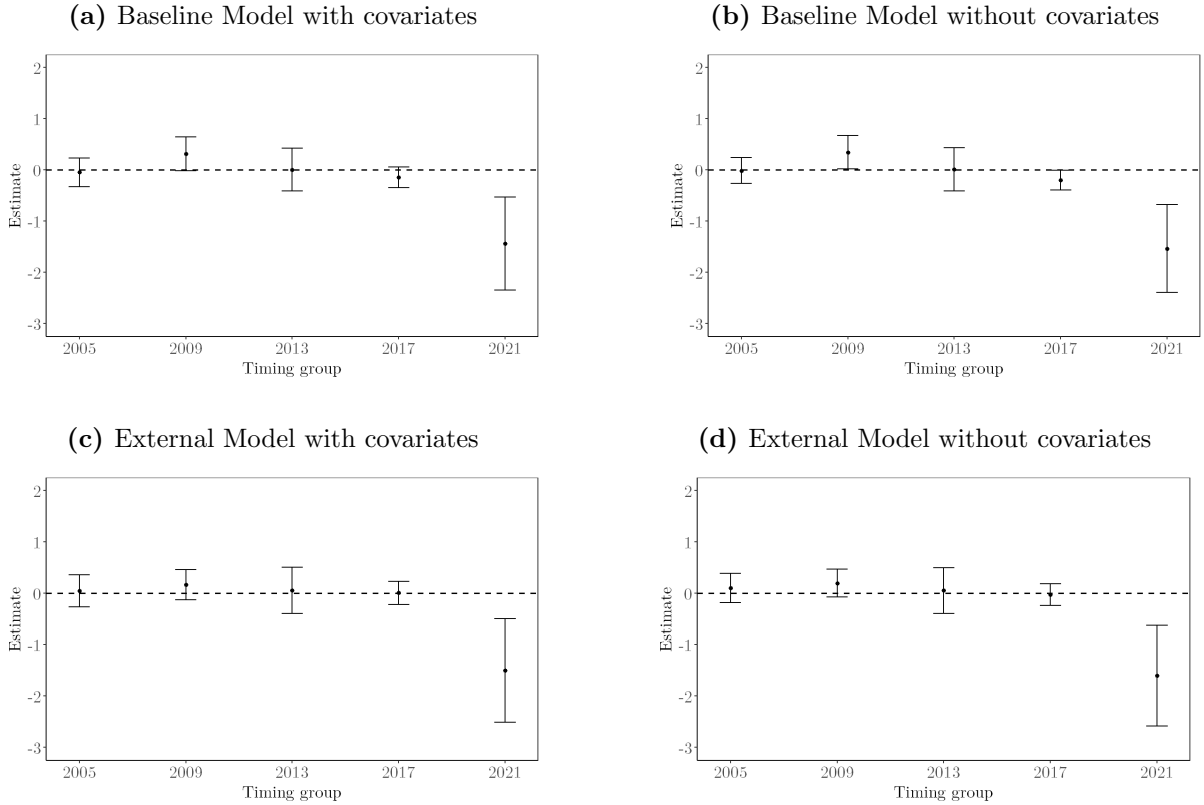 (a) Baseline Model with covariates
2
1
0
-1
-2
-3
Estimate
2005 2009 2013 2017 2021
Timing group
(b) Baseline Model without covariates
2
1
0
-1
-2
-3
Estimate
2005 2009 2013 2017 2021
Timing group
(c) External Model with covariates
2
1
0
-1
-2
-3
Estimate
2005 2009 2013 2017 2021
Timing group
(d) External Model without covariates
2
1
0
-1
-2
-3
Estimate
2005 2009 2013 2017 2021
Timing group